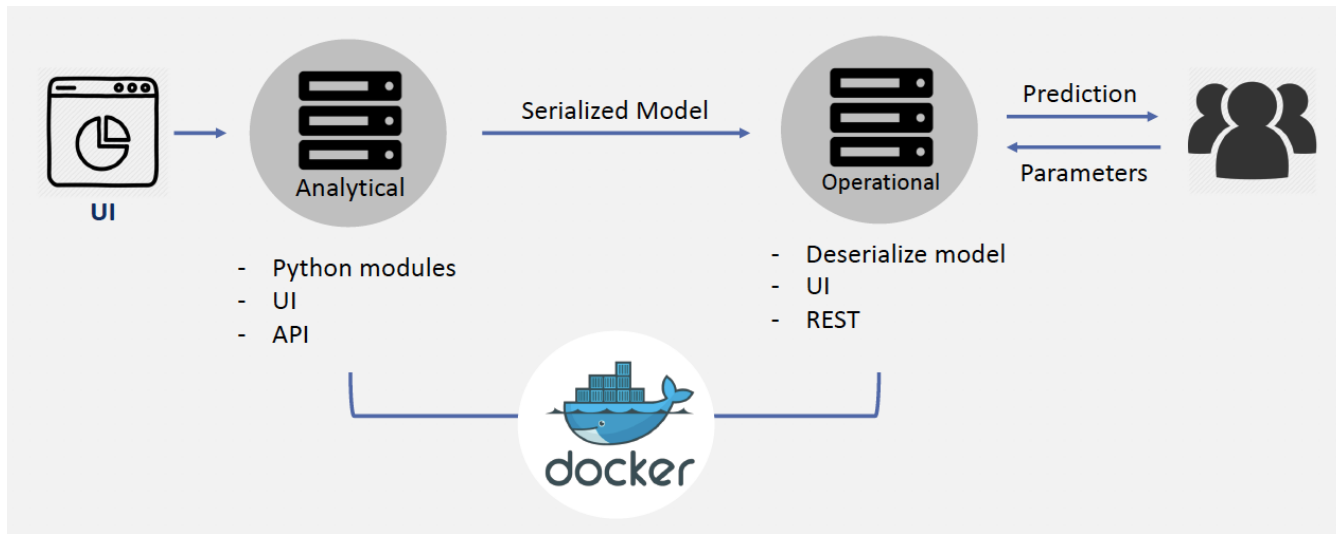 UI
Analytical
Serialized Model
Operational
Prediction
Parameters
- Python modules
- UI
- API
- Deserialize model
- UI
- REST
docker